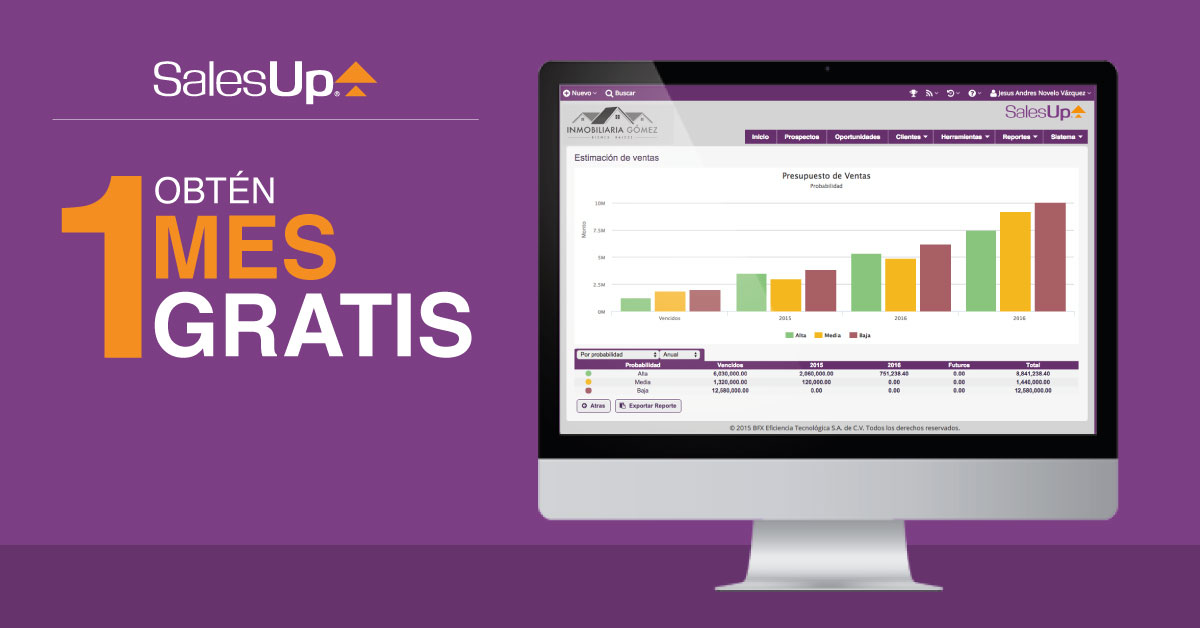 SalesUp®
OBTÉN
1 MES
GRATIS
Nuevo Buscar Jesus Andres Novelo Vázquez
INMOBILIARIA GÓMEZ
BIENES RAICES
SalesUp
Inicio Prospectos Oportunidades Clientes Herramientas Reportes Sistema
Estimación de ventas
Presupuesto de Ventas
Probabilidad
Monto
10M
7.5M
5M
2.5M
0M
Vencidos 2015 2016 2016
Alta Media Baja
Por probabilidad Anual
Probabilidad Vencidos 2015 2016 Futuros Total
Alta 6,030,000.00 2,060,000.00 751,238.40 0.00 8,841,238.40
Media 1,320,000.00 120,000.00 0.00 0.00 1,440,000.00
Baja 12,580,000.00 0.00 0.00 0.00 12,580,000.00
Atras Exportar Reporte
© 2015 BFX Eficiencia Tecnológica S.A. de C.V. Todos los derechos reservados.